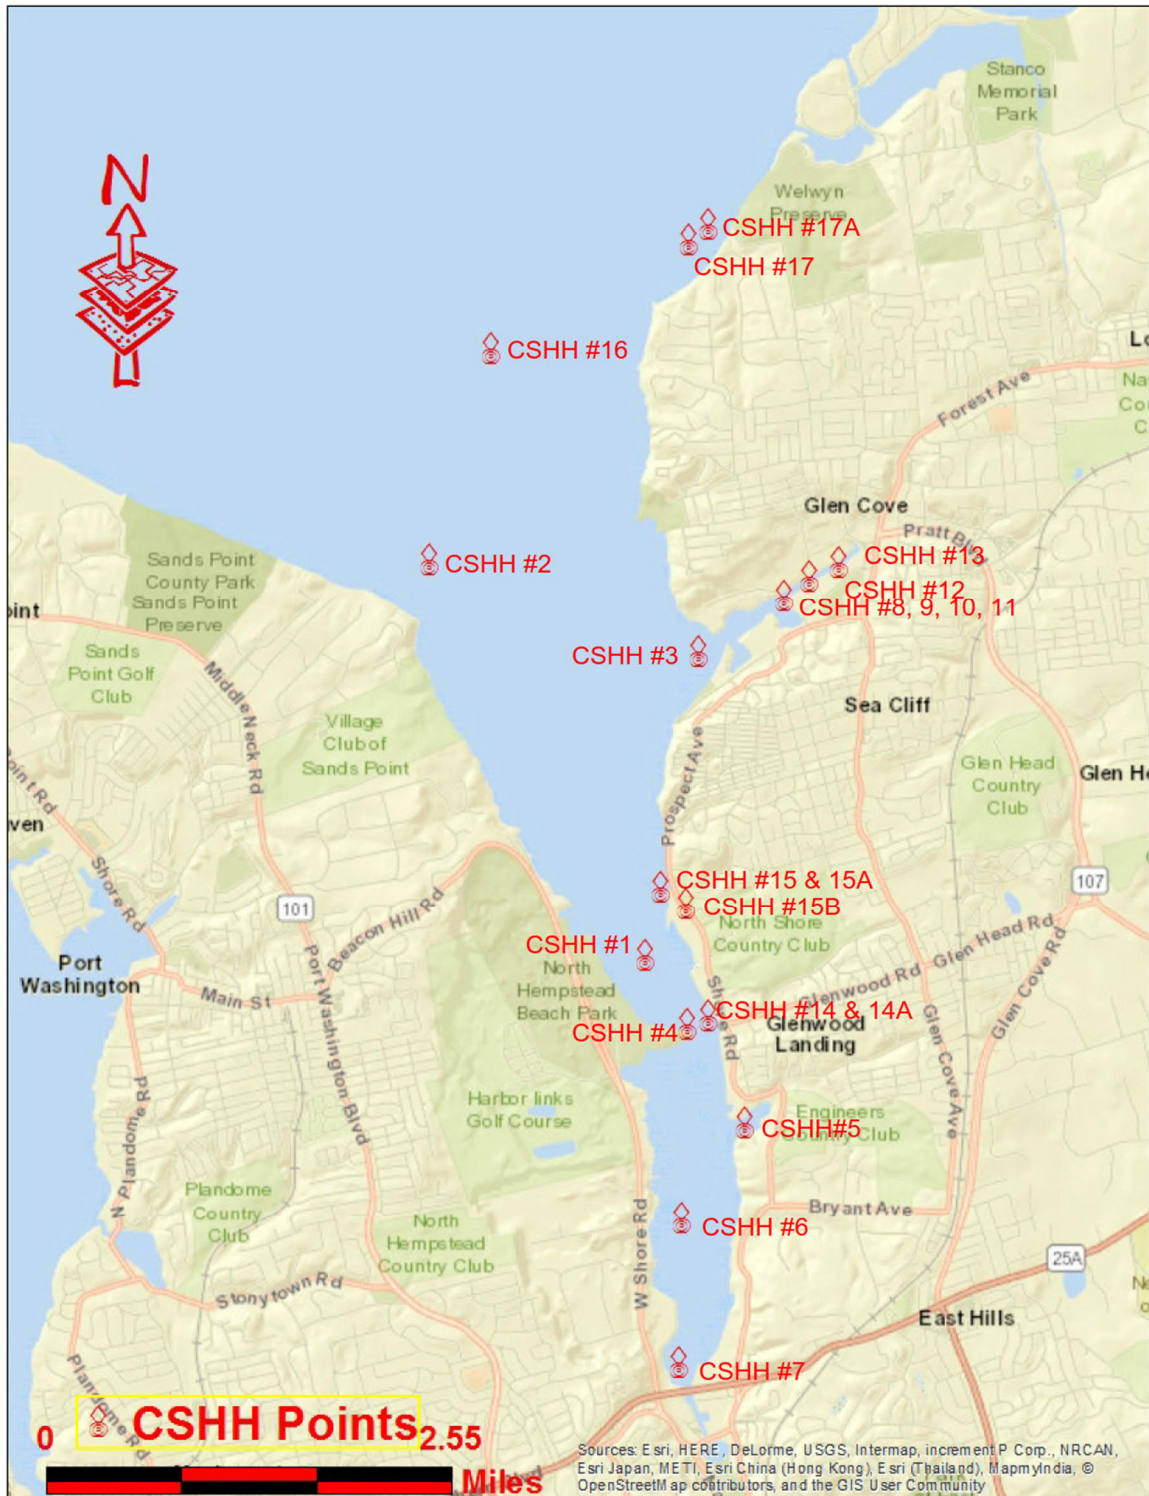 Stanco
Memorial
Park
N
Welwyn
Preserve
CSHH #17A
CSHH #17
CSHH #16
Forest Ave
Glen Cove
Pratt Blvd
CSHH #2
CSHH #13
CSHH #12
CSHH #8, 9, 10, 11
Sands Point
County Park
Sands Point
Preserve
CSHH #3
Sands
Point Golf
Club
Middle Neck Rd
Village
Club of
Sands Point
Sea Cliff
Prospect Ave
Glen Head
Country
Club
Shore Rd
101
Beacon Hill Rd
107
CSHH #15 & 15A
CSHH #15B
North Shore
Country Club
CSHH #1
Glen Head Rd
Port
Washington
Main St
Port Washington Blvd
North
Hempstead
Beach Park
Glenwood Rd
Glen Cove Rd
Shore Rd
CSHH #14 & 14A
CSHH #4
Glenwood
Landing
Glen Cove Ave
Harbor links
Golf Course
Engineers
Country Club
CSHH#5
N Plandome Rd
Plandome
Country
Club
Bryant Ave
CSHH #6
W Shore Rd
North
Hempstead
Country Club
25A
Stonytown Rd
East Hills
CSHH #7
Plandome Rd
CSHH Points
0
2.55
Miles
Sources: Esri, HERE, DeLorme, USGS, Intermap, increment P Corp., NRCAN,
Esri Japan, METI, Esri China (Hong Kong), Esri (Thailand), MapmyIndia, ©
OpenStreetMap contributors, and the GIS User Community